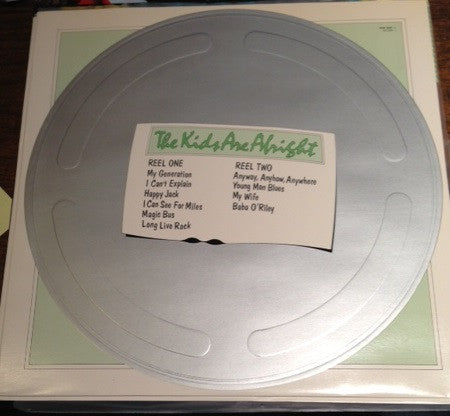 The Kids Are Alright
REEL ONE
My Generation
I Can't Explain
Happy Jack
I Can See For Miles
Magic Bus
Long Live Rock
REEL TWO
Anyway, Anyhow, Anywhere
Young Man Blues
My Wife
Baba O'Riley